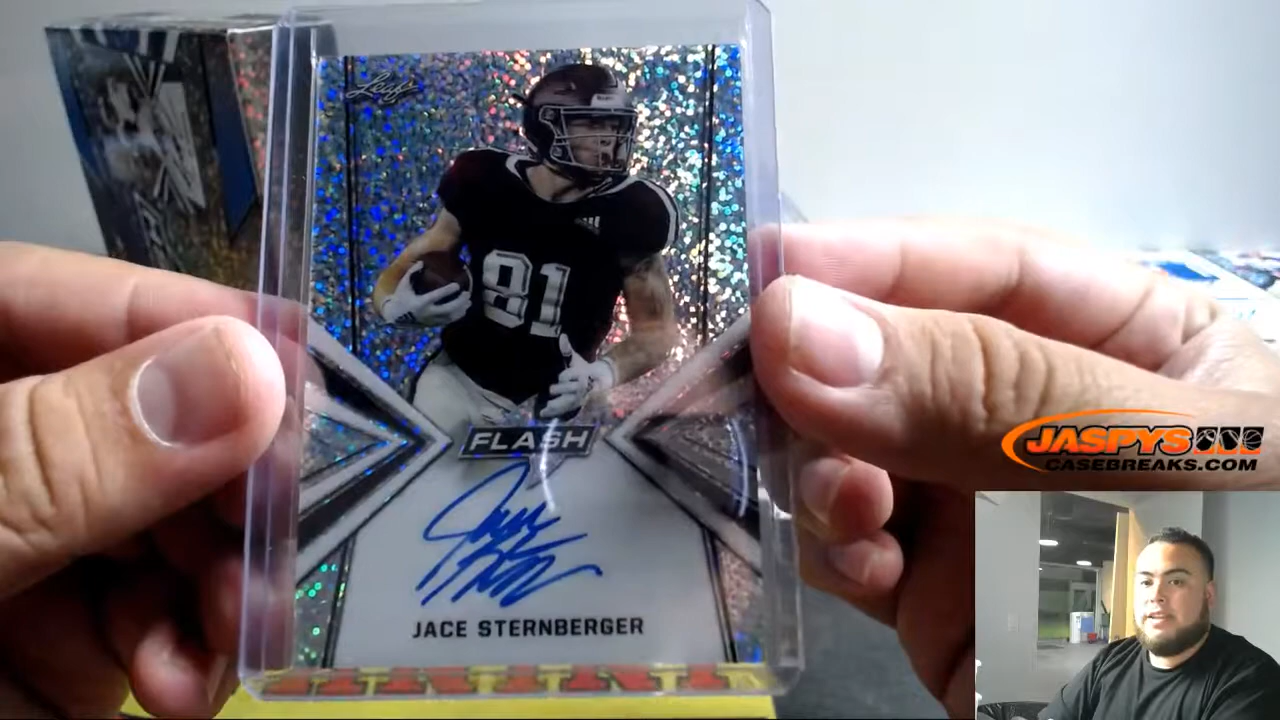 Leaf
81
FLASH
JACE STERNBERGER
JASPYS
CASEBREAKS.COM